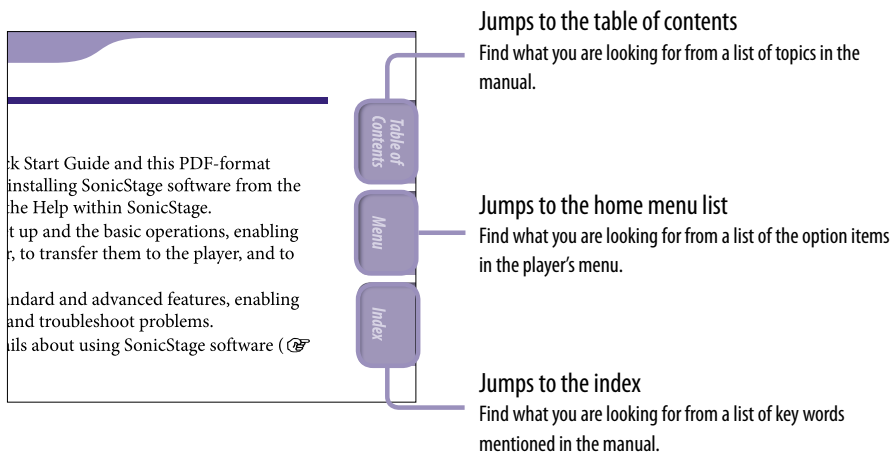 Jumps to the table of contents
Find what you are looking for from a list of topics in the
manual.
Table of
Contents
k Start Guide and this PDF-format
installing SonicStage software from the
the Help within SonicStage.
t up and the basic operations, enabling
r, to transfer them to the player, and to
Menu
Jumps to the home menu list
Find what you are looking for from a list of the option items
in the player's menu.
andard and advanced features, enabling
and troubleshoot problems.
ils about using SonicStage software (☞
Index
Jumps to the index
Find what you are looking for from a list of key words
mentioned in the manual.